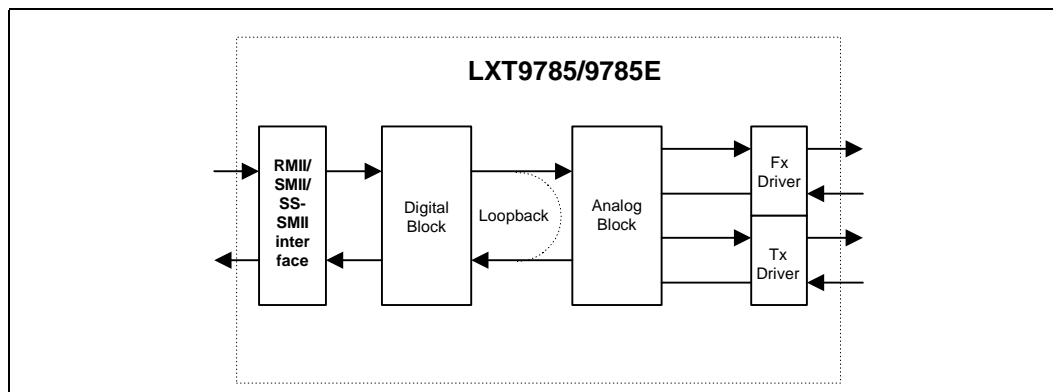 LXT9785/9785E
RMII/
SMII/
SS-
SMII
inter
face
Digital
Block
Loopback
Analog
Block
Fx
Driver
Tx
Driver